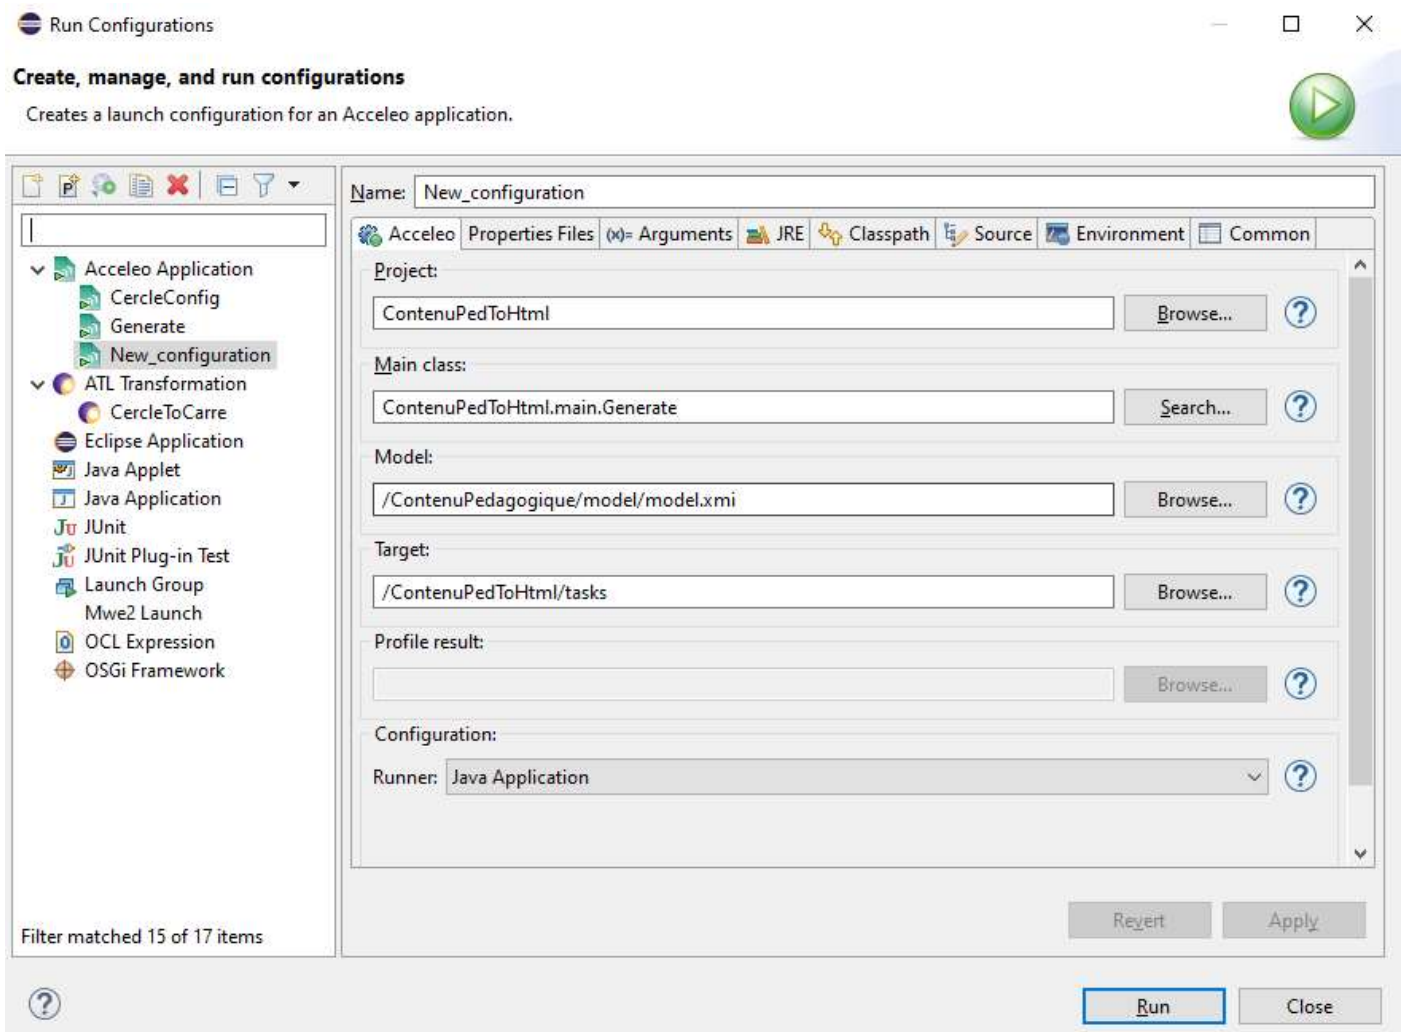 Run Configurations
Create, manage, and run configurations
Creates a launch configuration for an Acceleo application.
Name: New_configuration
Acceleo Properties Files (x)= Arguments JRE Classpath Source Environment Common
Acceleo Application
CercleConfig
Generate
New_configuration
ATL Transformation
CercleToCarre
Eclipse Application
Java Applet
Java Application
JUnit
JUnit Plug-in Test
Launch Group
Mwe2 Launch
OCL Expression
OSGi Framework
Filter matched 15 of 17 items
Project:
ContenuPedToHtml Browse...
Main class:
ContenuPedToHtml.main.Generate Search...
Model:
/ContenuPedagogique/model/model.xmi Browse...
Target:
/ContenuPedToHtml/tasks Browse...
Profile result:
Browse...
Configuration:
Runner: Java Application
Revert Apply
Run Close